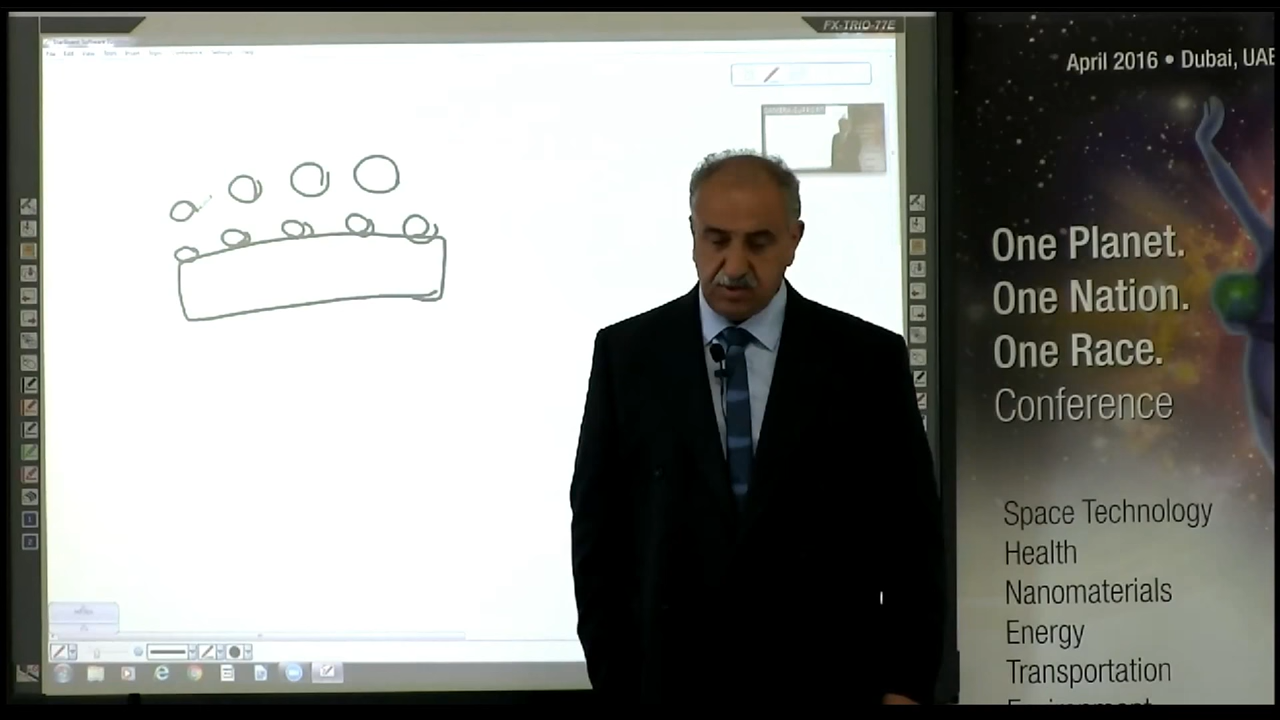 FX-TRIO-77E
April 2016 • Dubai, UAE
One Planet.
One Nation.
One Race.
Conference
Space Technology
Health
Nanomaterials
Energy
Transportation
Environment